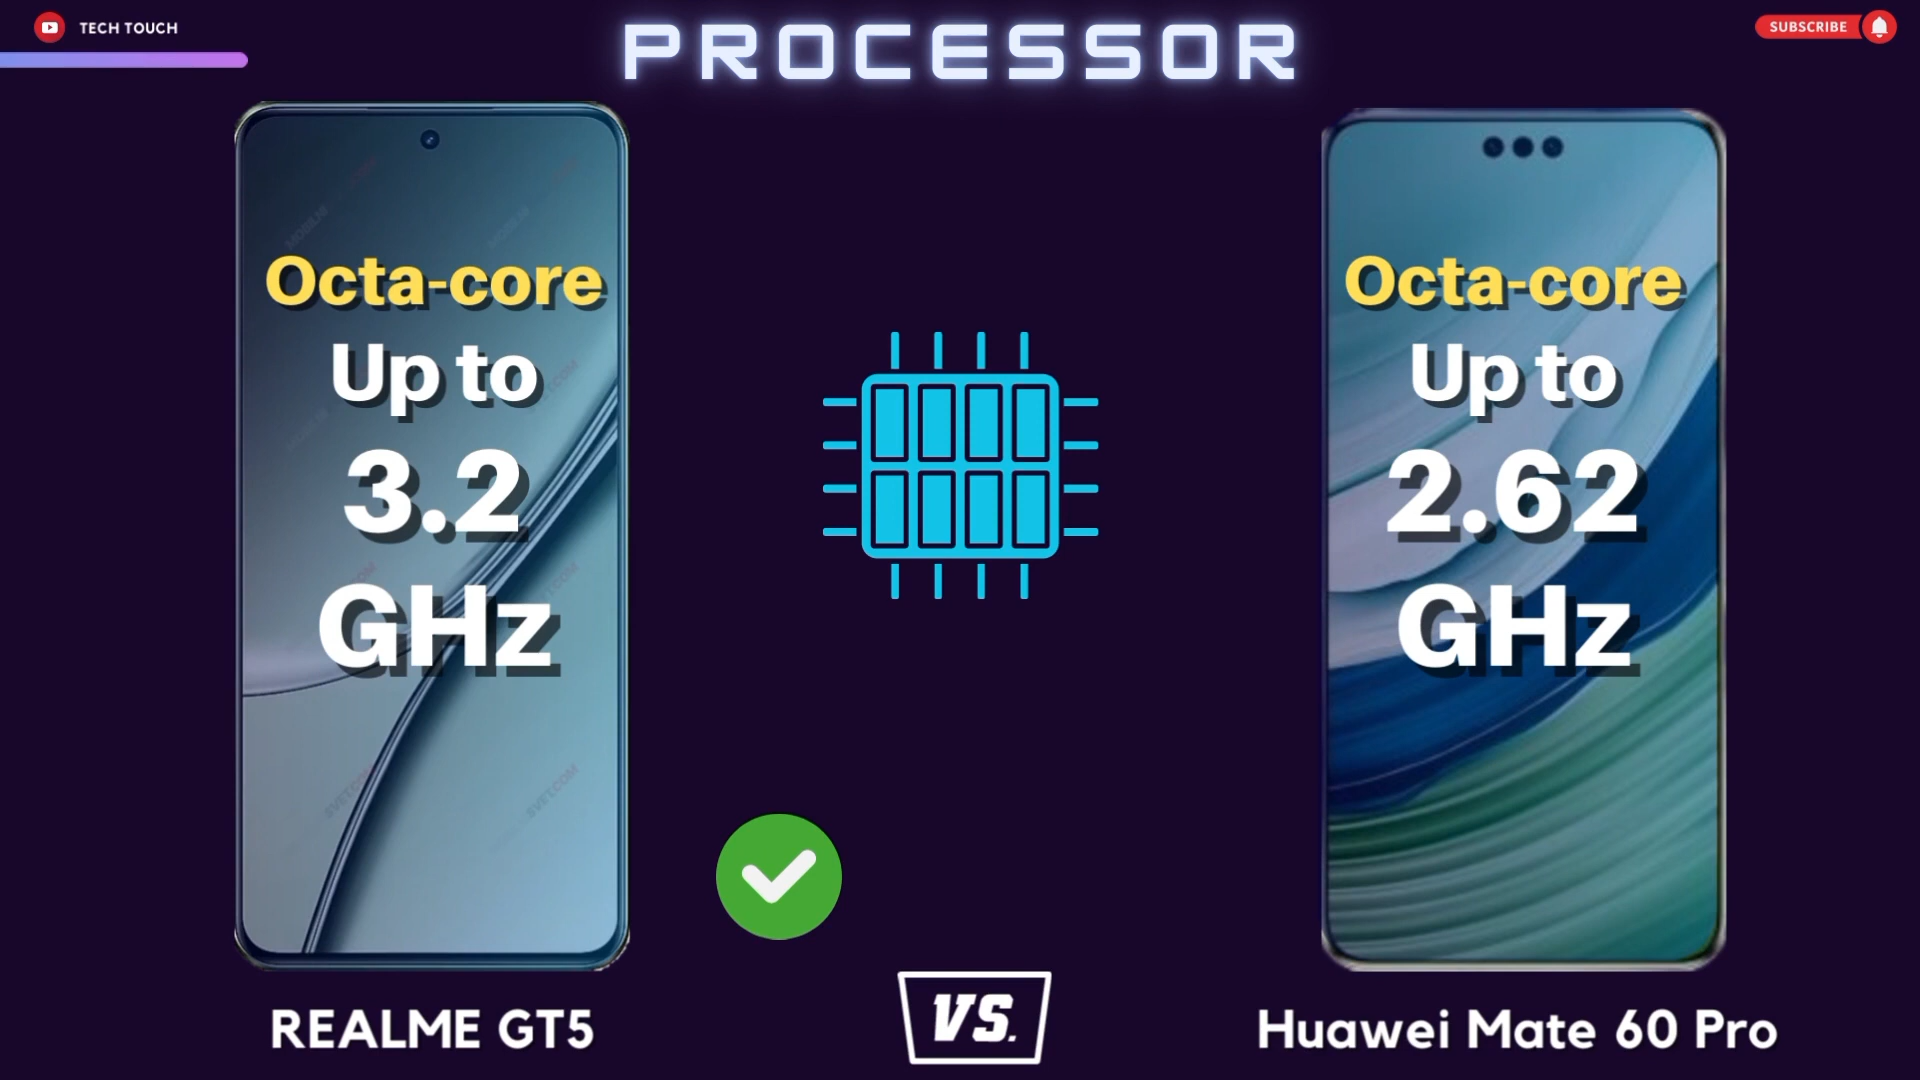 TECH TOUCH
PROCESSOR
SUBSCRIBE
Octa-core
Up to
3.2
GHz
Octa-core
Up to
2.62
GHz
REALME GT5
VS.
Huawei Mate 60 Pro